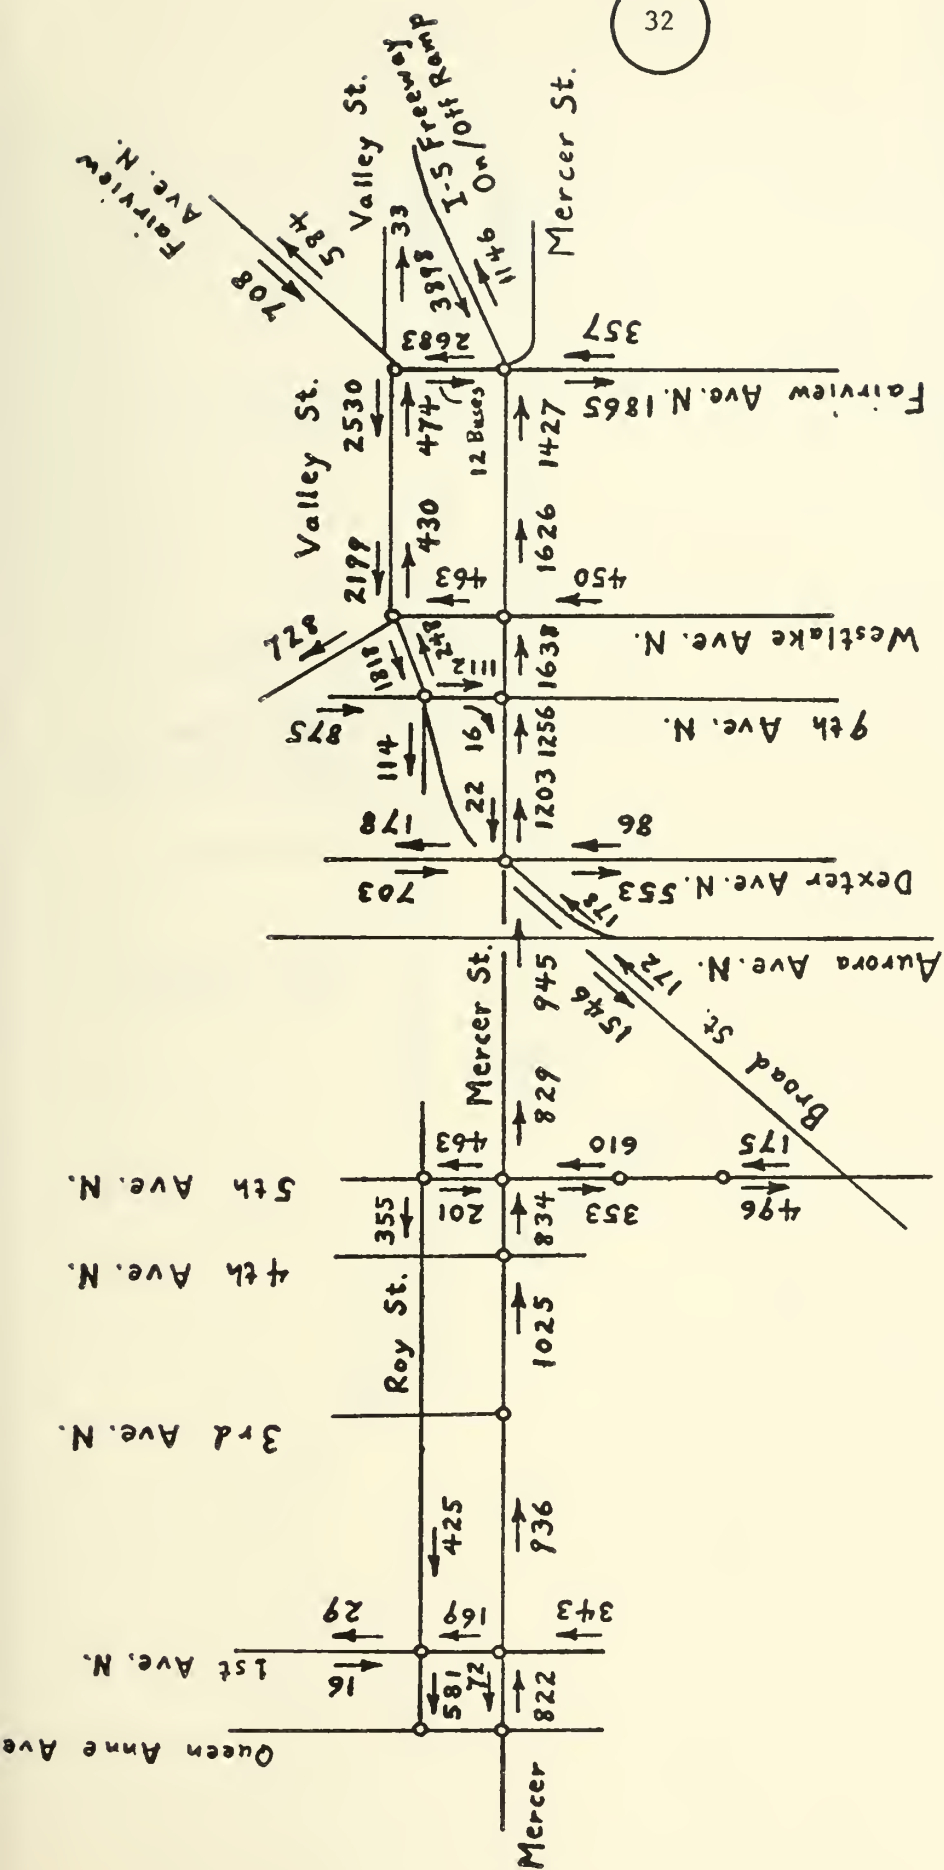 32
Fairview
Ave. N.
708
584
Valley St.
33
I-5 Freeway
On/Off Ramp
3898
1146
Mercer St.
2683
357
Fairview Ave. N.
1865
Valley St.
2530
474
12 Buses
1427
2199
430
1626
463
450
Westlake Ave. N.
1818
248
1638
1112
9th Ave. N.
875
114
16
1256
22
1203
178
86
703
553
Dexter Ave. N.
178
Aurora Ave. N.
945
1546
172
Broad St.
Mercer St.
829
463
610
175
5th Ave. N.
355
201
353
496
834
4th Ave. N.
Roy St.
1025
3rd Ave. N.
425
936
29
169
343
1st Ave. N.
16
581
72
822
Queen Anne Ave
Mercer